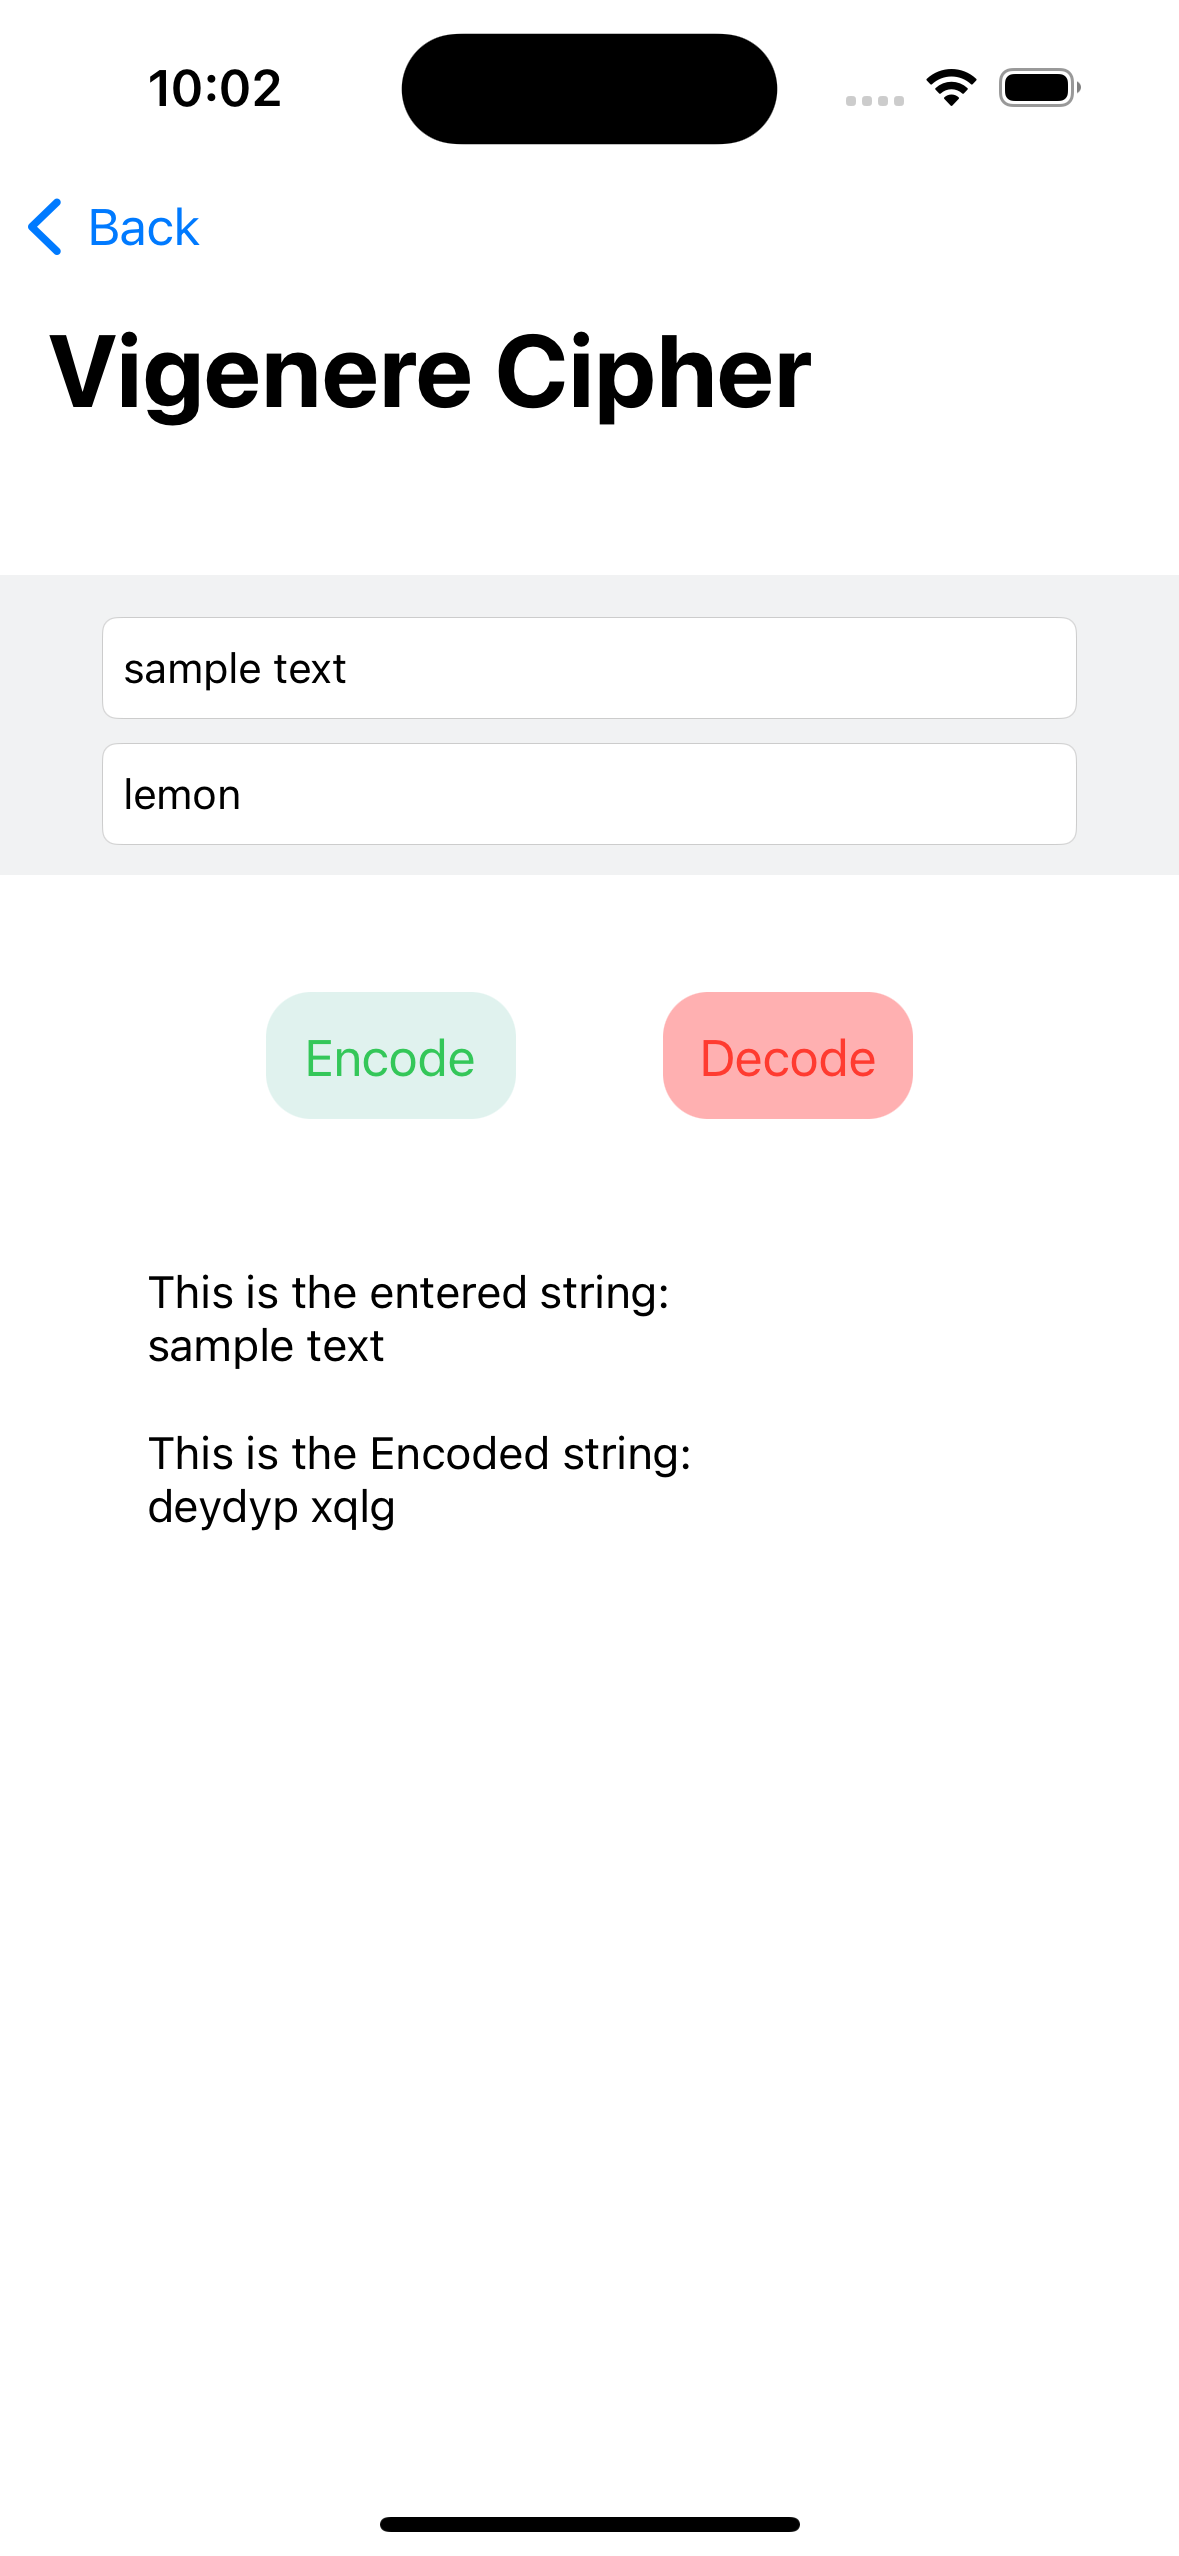 10:02
Back
Vigenere Cipher
sample text
lemon
Encode
Decode
This is the entered string:
sample text
This is the Encoded string:
deydyp xqlg